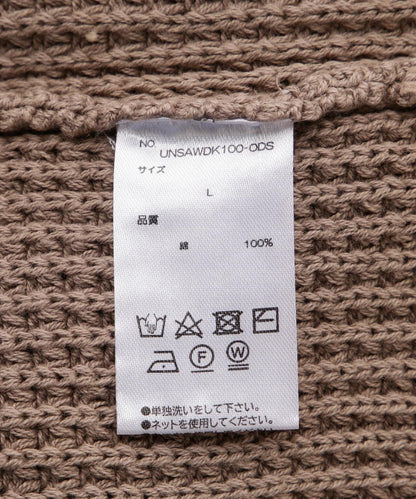 NO.
UNSAWDK100-ODS
サイズ
L
品質
綿 100%
F W
●単独洗いをして下さい。
●ネットを使用してください。